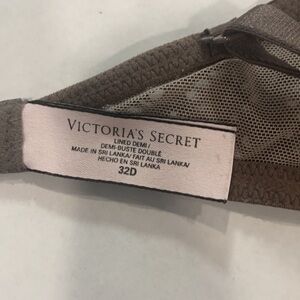 VICTORIA'S SECRET
LINED DEMI /
DEMI-BUSTE DOUBLÉ
MADE IN SRI LANKA/ FAIT AU SRI LANKA/
HECHO EN SRI LANKA
32D